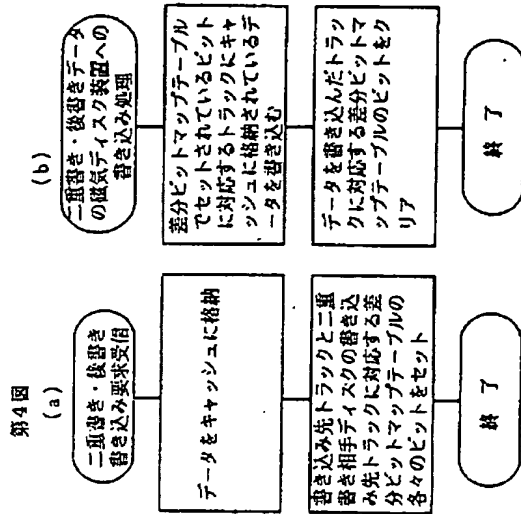 第4図
(a)
二重書き・後書き
書き込み要求受信
データをキャッシュに格納
書き込み先トラックと二重
書き相手ディスクの書き込
み先トラックに対応する差
分ビットマップテーブルの
各々のビットをセット
終了
(b)
二重書き・後書きデータ
の磁気ディスク装置への
書き込み処理
差分ビットマップテーブル
でセットされているビット
に対応するトラックにキャ
ッシュに格納されているデ
ータを書き込む
データを書き込んだトラッ
クに対応する差分ビットマ
ップテーブルのビットをク
リア
終了